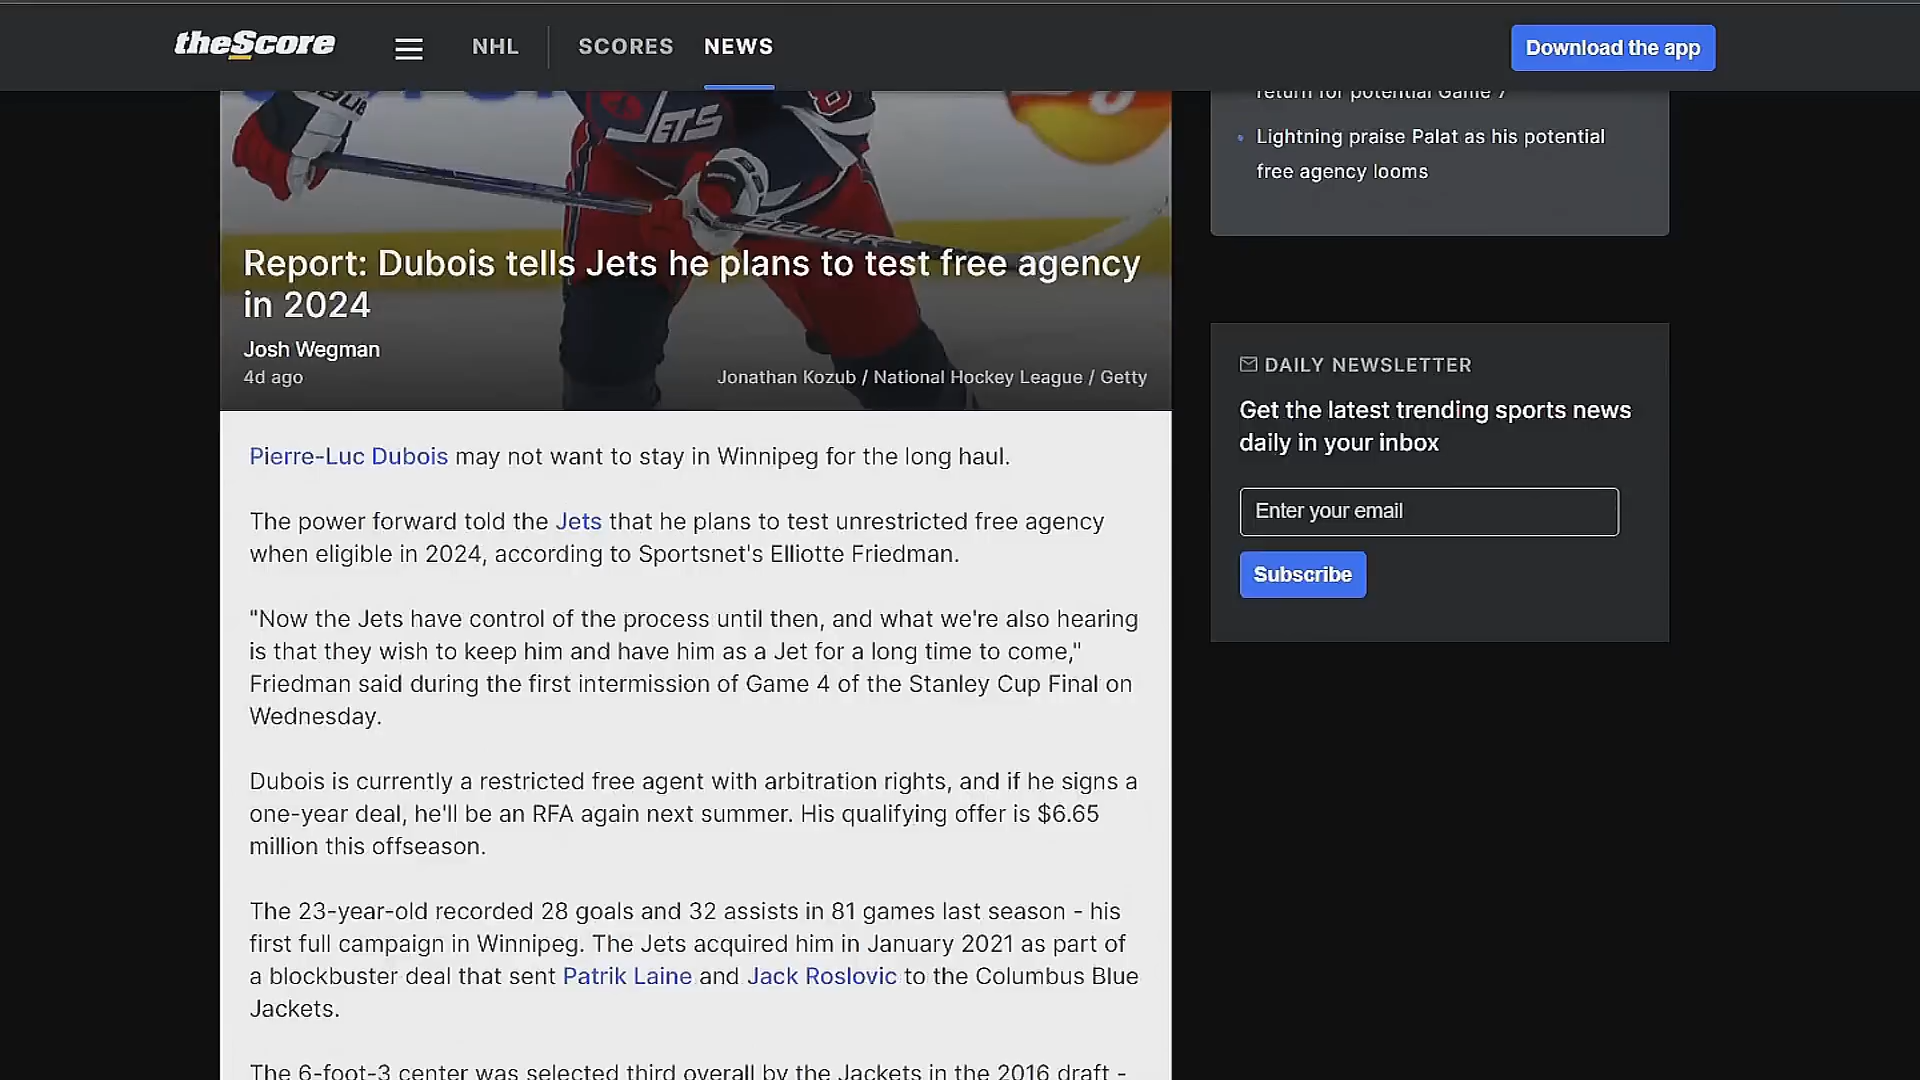 theScore
NHL
SCORES
NEWS
Download the app
return for potential Game 7
Lightning praise Palat as his potential
free agency looms
JETS
BAUER
Report: Dubois tells Jets he plans to test free agency
in 2024
Josh Wegman
4d ago
Jonathan Kozub / National Hockey League / Getty
DAILY NEWSLETTER
Get the latest trending sports news
daily in your inbox
Enter your email
Subscribe
Pierre-Luc Dubois may not want to stay in Winnipeg for the long haul.
The power forward told the Jets that he plans to test unrestricted free agency
when eligible in 2024, according to Sportsnet's Elliotte Friedman.
"Now the Jets have control of the process until then, and what we're also hearing
is that they wish to keep him and have him as a Jet for a long time to come,"
Friedman said during the first intermission of Game 4 of the Stanley Cup Final on
Wednesday.
Dubois is currently a restricted free agent with arbitration rights, and if he signs a
one-year deal, he'll be an RFA again next summer. His qualifying offer is $6.65
million this offseason.
The 23-year-old recorded 28 goals and 32 assists in 81 games last season - his
first full campaign in Winnipeg. The Jets acquired him in January 2021 as part of
a blockbuster deal that sent Patrik Laine and Jack Roslovic to the Columbus Blue
Jackets.
The 6-foot-3 center was selected third overall by the Jackets in the 2016 draft -